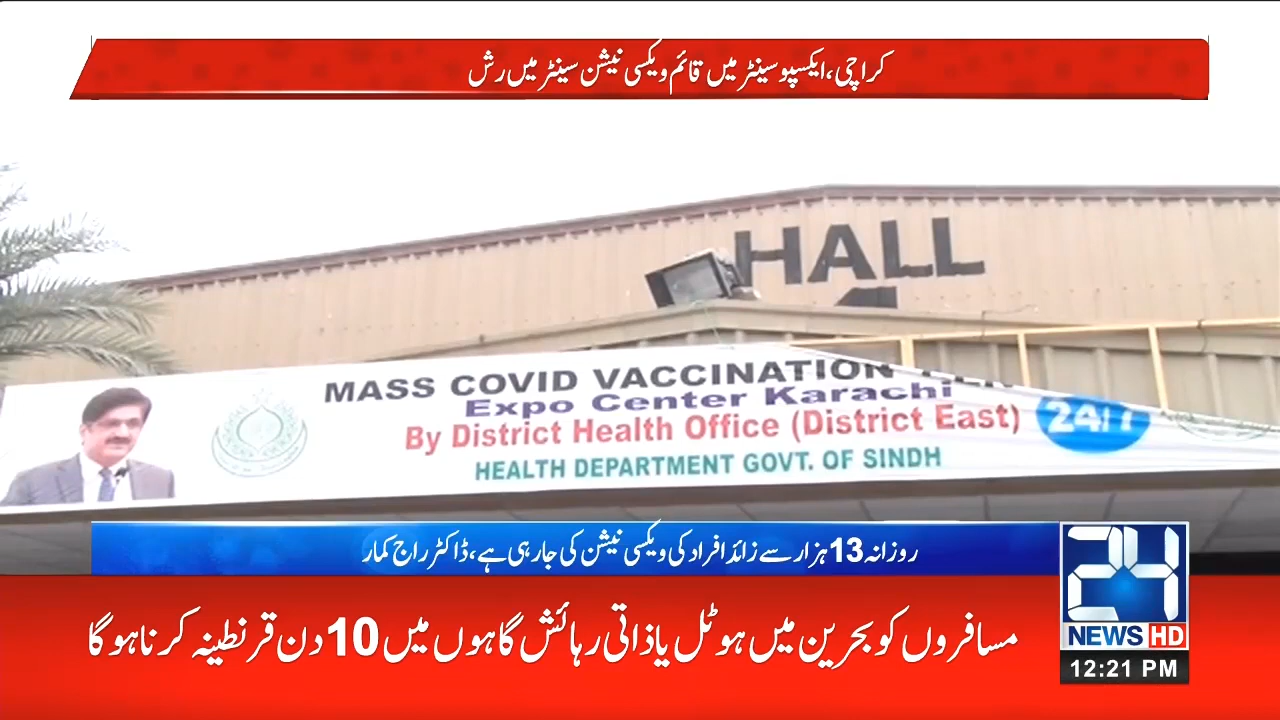 کراچی، ایکسپو سینٹر میں قائم ویکسی نیشن سینٹر میں رش
HALL
MASS COVID VACCINATION
Expo Center Karachi
By District Health Office (District East)
HEALTH DEPARTMENT GOVT. OF SINDH
24/7
روزانہ 13 ہزار سے زائد افراد کی ویکسی نیشن کی جارہی ہے، ڈاکٹر راج کمار
مسافروں کو بحرین میں ہوٹل یا ذاتی رہائش گاہوں میں 10 دن قرنطینہ کرنا ہوگا
24
NEWS HD
12:21 PM